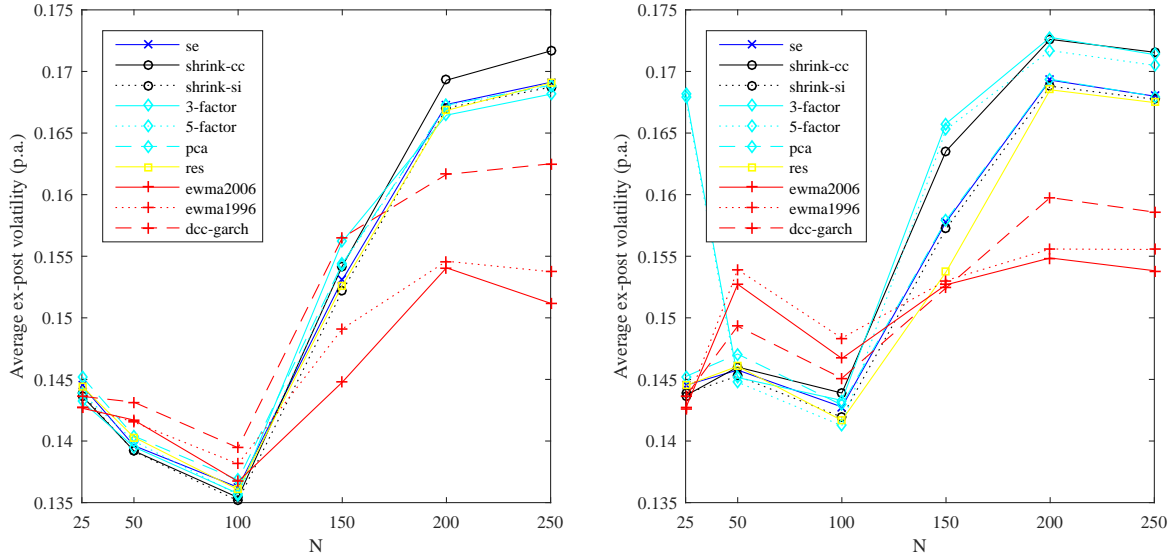 Average ex-post volatility (p.a.)
0.175
0.17
0.165
0.16
0.155
0.15
0.145
0.14
0.135
se
shrink-cc
shrink-si
3-factor
5-factor
pca
res
ewma2006
ewma1996
dcc-garch
25 50 100 150 200 250
N
Average ex-post volatility (p.a.)
0.175
0.17
0.165
0.16
0.155
0.15
0.145
0.14
0.135
se
shrink-cc
shrink-si
3-factor
5-factor
pca
res
ewma2006
ewma1996
dcc-garch
25 50 100 150 200 250
N